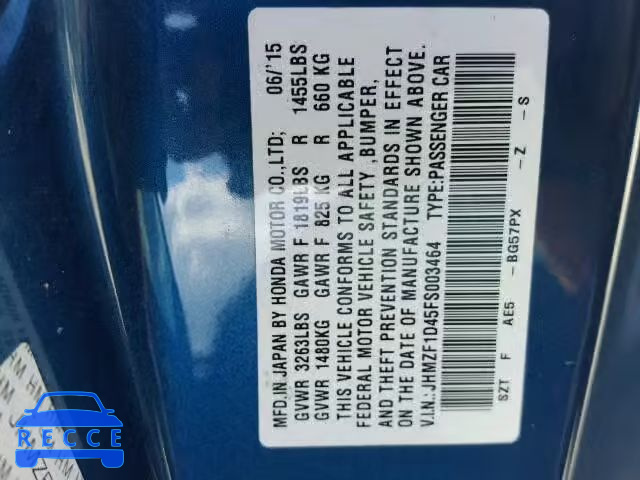 MFD.IN JAPAN BY HONDA MOTOR CO.,LTD; 06/'15
GVWR 3263LBS GAWR F 1819LBS R 1455LBS
GVWR 1480KG GAWR F 825 KG R 660 KG
THIS VEHICLE CONFORMS TO ALL APPLICABLE
FEDERAL MOTOR VEHICLE SAFETY ,BUMPER,
AND THEFT PREVENTION STANDARDS IN EFFECT
ON THE DATE OF MANUFACTURE SHOWN ABOVE.
V.I.N.:JHMZF1D45FS003464 TYPE:PASSENGER CAR
SZT F AE5 -BG57PX -Z -S